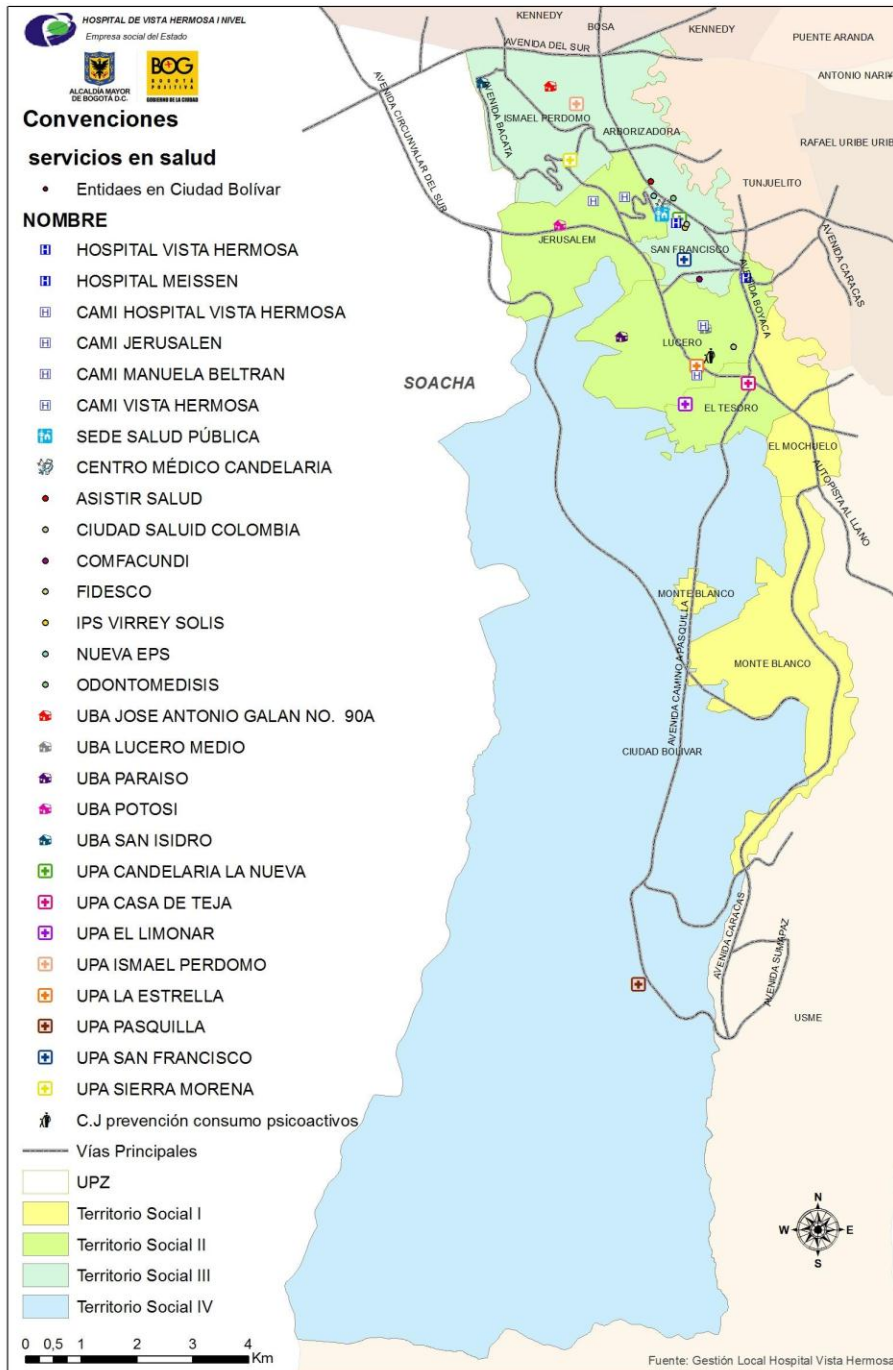 HOSPITAL DE VISTA HERMOSA I NIVEL
Empresa social del Estado
ALCALDÍA MAYOR
DE BOGOTÁ D.C.
BOG
BOGOTÁ
POSITIVA
GOBIERNO DE LA CIUDAD
Convenciones
servicios en salud
Entidaes en Ciudad Bolívar
NOMBRE
HOSPITAL VISTA HERMOSA
HOSPITAL MEISSEN
CAMI HOSPITAL VISTA HERMOSA
CAMI JERUSALEN
CAMI MANUELA BELTRAN
CAMI VISTA HERMOSA
SEDE SALUD PÚBLICA
CENTRO MÉDICO CANDELARIA
ASISTIR SALUD
CIUDAD SALUID COLOMBIA
COMFACUNDI
FIDESCO
IPS VIRREY SOLIS
NUEVA EPS
ODONTOMEDISIS
UBA JOSE ANTONIO GALAN NO. 90A
UBA LUCERO MEDIO
UBA PARAISO
UBA POTOSI
UBA SAN ISIDRO
UPA CANDELARIA LA NUEVA
UPA CASA DE TEJA
UPA EL LIMONAR
UPA ISMAEL PERDOMO
UPA LA ESTRELLA
UPA PASQUILLA
UPA SAN FRANCISCO
UPA SIERRA MORENA
C.J prevención consumo psicoactivos
Vías Principales
UPZ
Territorio Social I
Territorio Social II
Territorio Social III
Territorio Social IV
0 0,5 1 2 3 4
Km
KENNEDY
BOSA
KENNEDY
PUENTE ARANDA
AVENIDA DEL SUR
ANTONIO NARIÑ
AVENIDA CIRCUNVALAR DEL SUR
AVENIDA BACATA
ISMAEL PERDOMO
ARBORIZADORA
RAFAEL URIBE URIB
TUNJUELITO
JERUSALEM
SAN FRANCISCO
AVENIDA CARACAS
AVENIDA BOYACA
LUCERO
SOACHA
EL TESORO
EL MOCHUELO
AUTOPISTA AL LLANO
MONTE BLANCO
AVENIDA CAMINO A PASQUILLA
MONTE BLANCO
CIUDAD BOLIVAR
AVENIDA CARACAS
AVENIDA SUMAPAZ
USME
N
W E
S
Fuente: Gestión Local Hospital Vista Hermosa